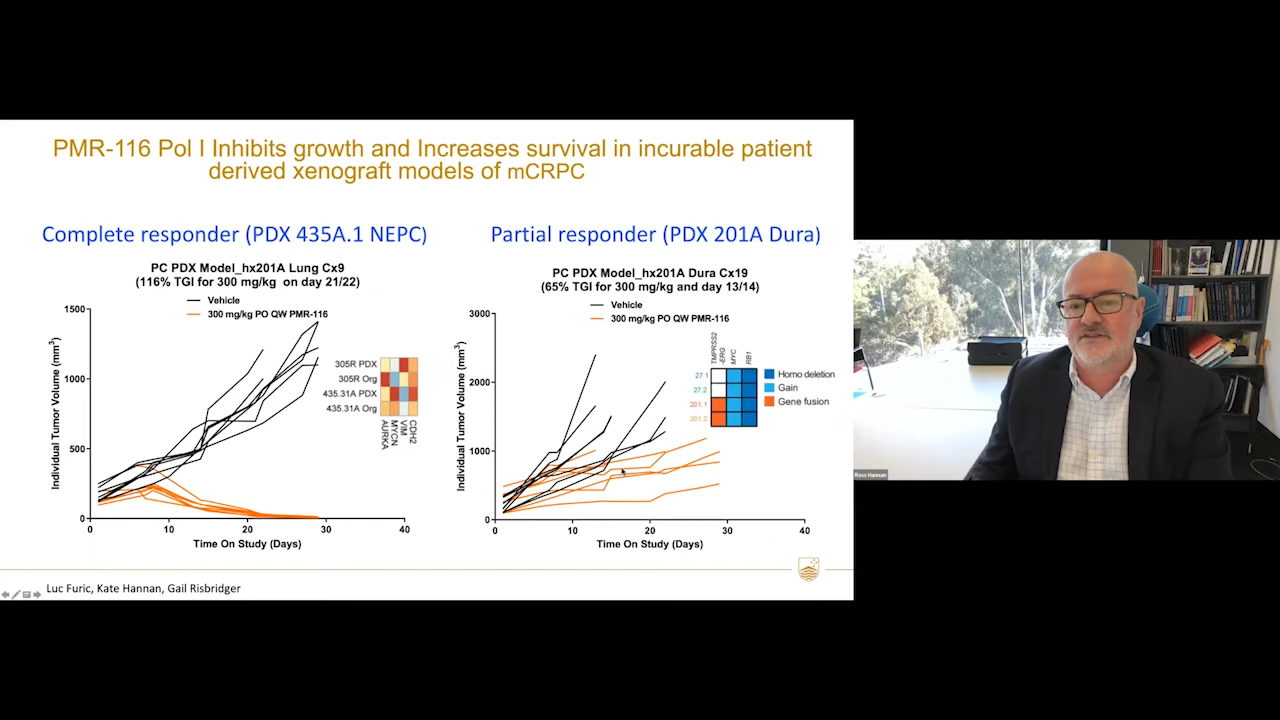 PMR-116 Pol I Inhibits growth and Increases survival in incurable patient
derived xenograft models of mCRPC
Complete responder (PDX 435A.1 NEPC)
PC PDX Model_hx201A Lung Cx9
(116% TGI for 300 mg/kg on day 21/22)
Vehicle
300 mg/kg PO QW PMR-116
Individual Tumor Volume (mm3)
1500
1000
500
0
0
10
20
30
40
Time On Study (Days)
305R PDX
305R Org
435.31A PDX
435.31A Org
AURKA
MYCN
VIM
CDH2
Partial responder (PDX 201A Dura)
PC PDX Model_hx201A Dura Cx19
(65% TGI for 300 mg/kg and day 13/14)
Vehicle
300 mg/kg PO QW PMR-116
Individual Tumor Volume (mm3)
3000
2000
1000
0
0
10
20
30
40
Time On Study (Days)
TMPRSS2
-ERG
MYC
RB1
27.1
27.2
201.1
201.2
Homo deletion
Gain
Gene fusion
Luc Furic, Kate Hannan, Gail Risbridger
Ross Hannan